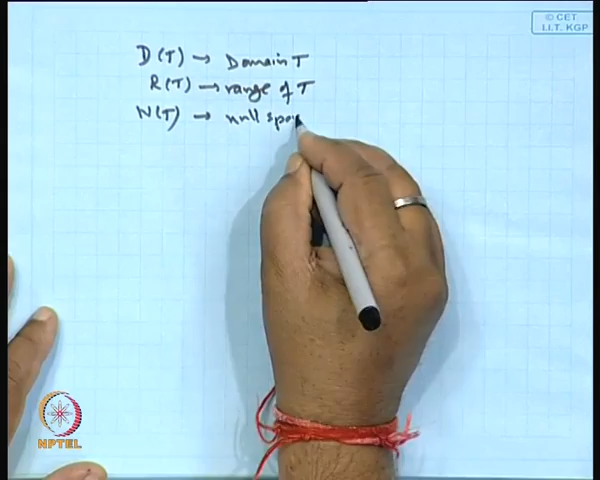 © CET
I.I.T. KGP
D(T) → Domain T
R(T) → range of T
N(T) → null spa
NPTEL